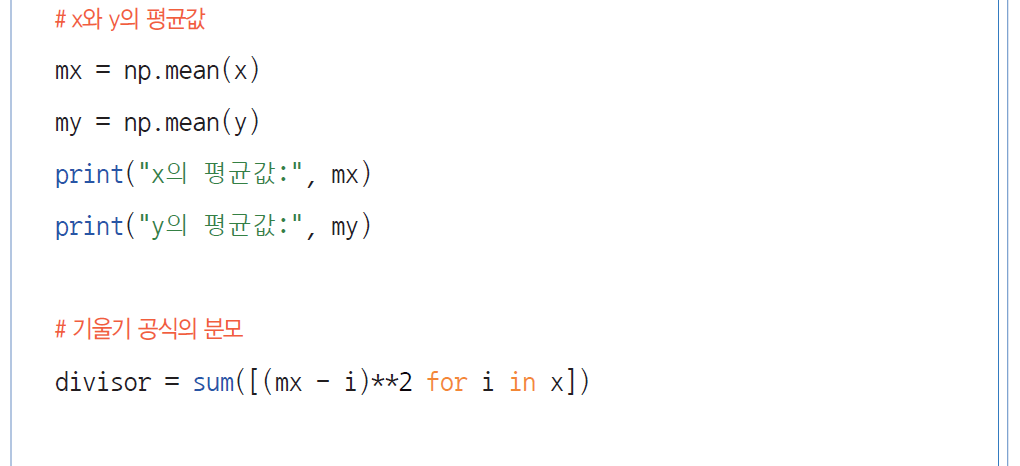 # x와 y의 평균값
mx = np.mean(x)
my = np.mean(y)
print("x의 평균값:", mx)
print("y의 평균값:", my)
# 기울기 공식의 분모
divisor = sum([(mx - i)**2 for i in x])